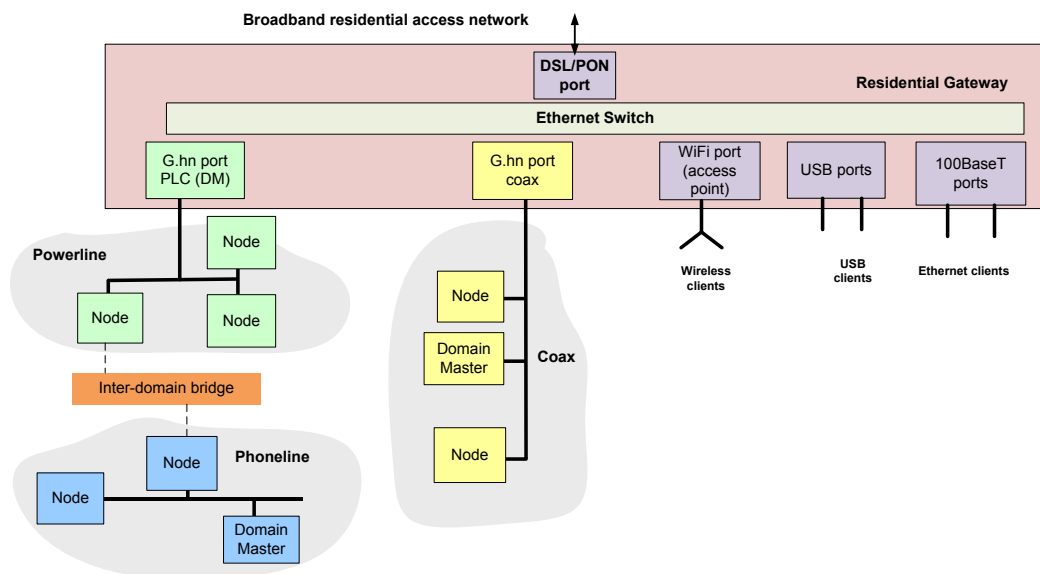 Broadband residential access network
DSL/PON
port
Residential Gateway
Ethernet Switch
G.hn port
PLC (DM)
G.hn port
coax
WiFi port
(access
point)
USB ports
100BaseT
ports
Powerline
Node
Node
Node
Wireless
clients
USB
clients
Ethernet clients
Node
Domain
Master
Coax
Node
Inter-domain bridge
Node
Phoneline
Node
Domain
Master